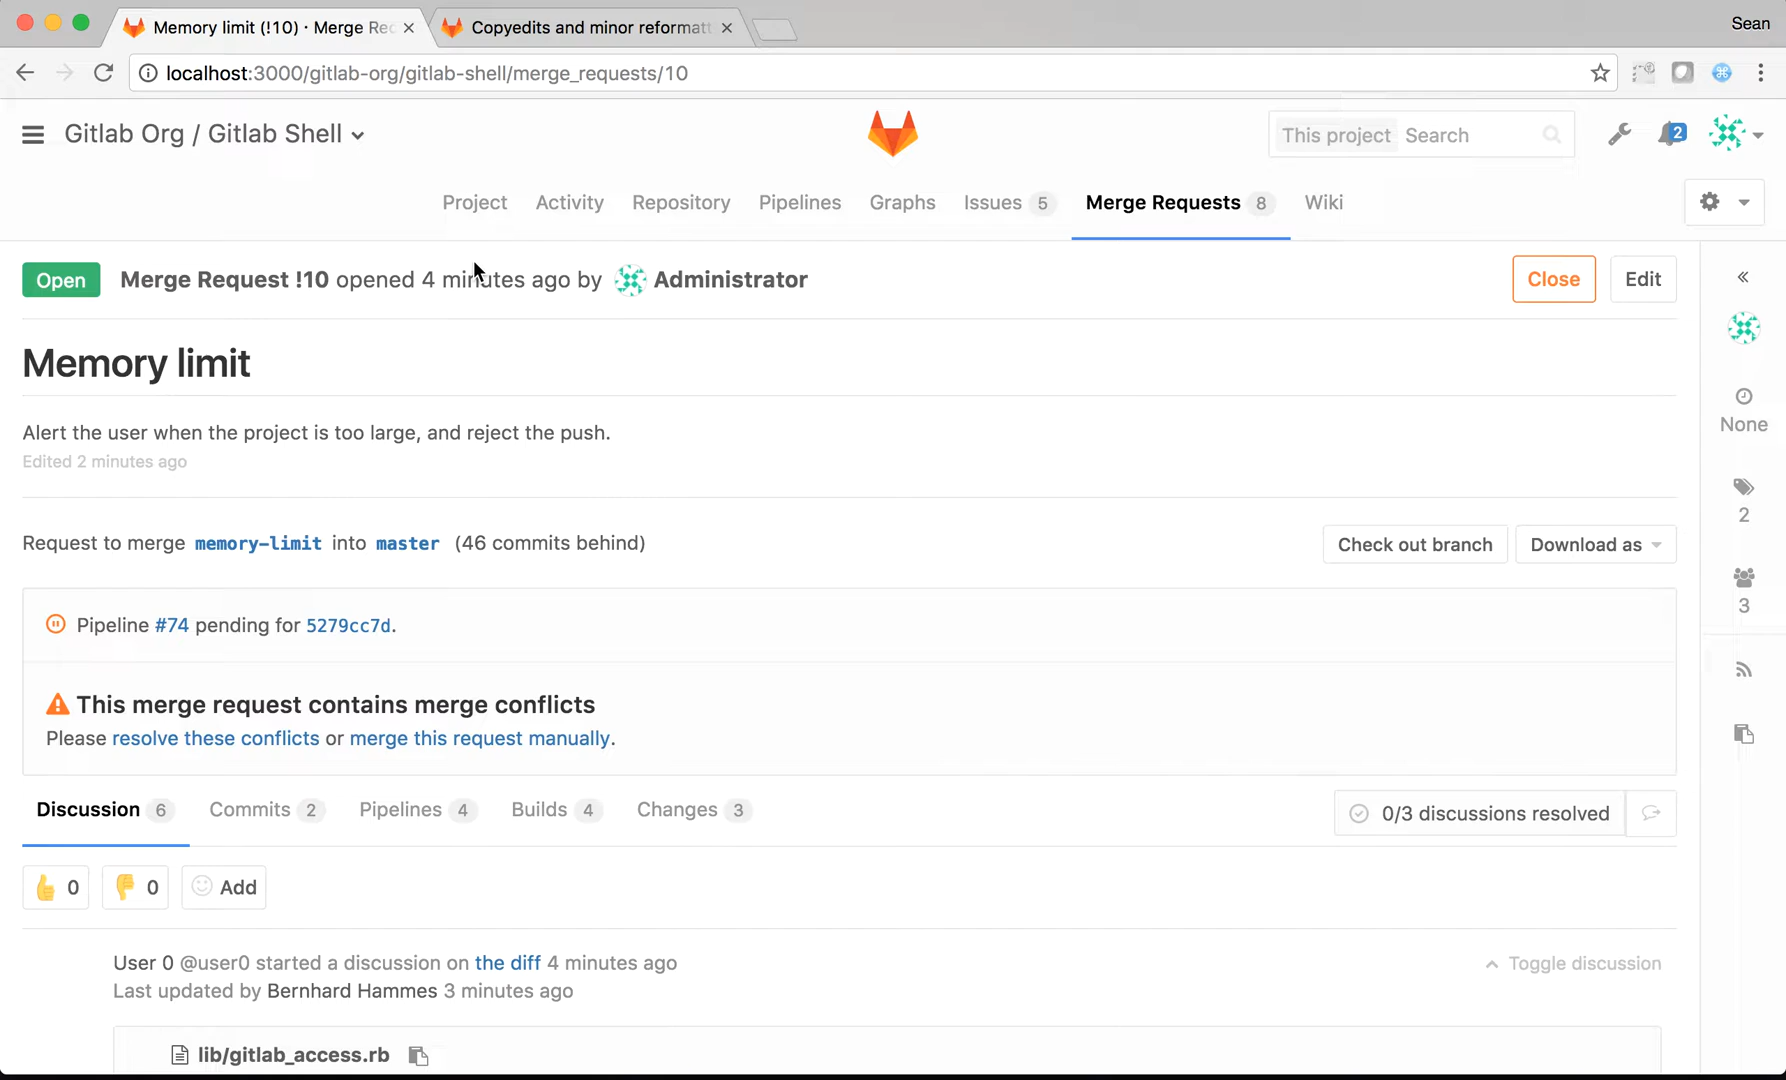 Memory limit (!10) · Merge Rec
Copyedits and minor reformatt
Sean
localhost:3000/gitlab-org/gitlab-shell/merge_requests/10
Gitlab Org / Gitlab Shell
This project Search
2
Project Activity Repository Pipelines Graphs Issues 5 Merge Requests 8 Wiki
Open Merge Request !10 opened 4 minutes ago by Administrator
Close Edit
Memory limit
Alert the user when the project is too large, and reject the push.
Edited 2 minutes ago
None
2
3
Request to merge memory-limit into master (46 commits behind)
Check out branch Download as
Pipeline #74 pending for 5279cc7d.
This merge request contains merge conflicts
Please resolve these conflicts or merge this request manually.
Discussion 6 Commits 2 Pipelines 4 Builds 4 Changes 3
0/3 discussions resolved
0 0 Add
User 0 @user0 started a discussion on the diff 4 minutes ago
Toggle discussion
Last updated by Bernhard Hammes 3 minutes ago
lib/gitlab_access.rb